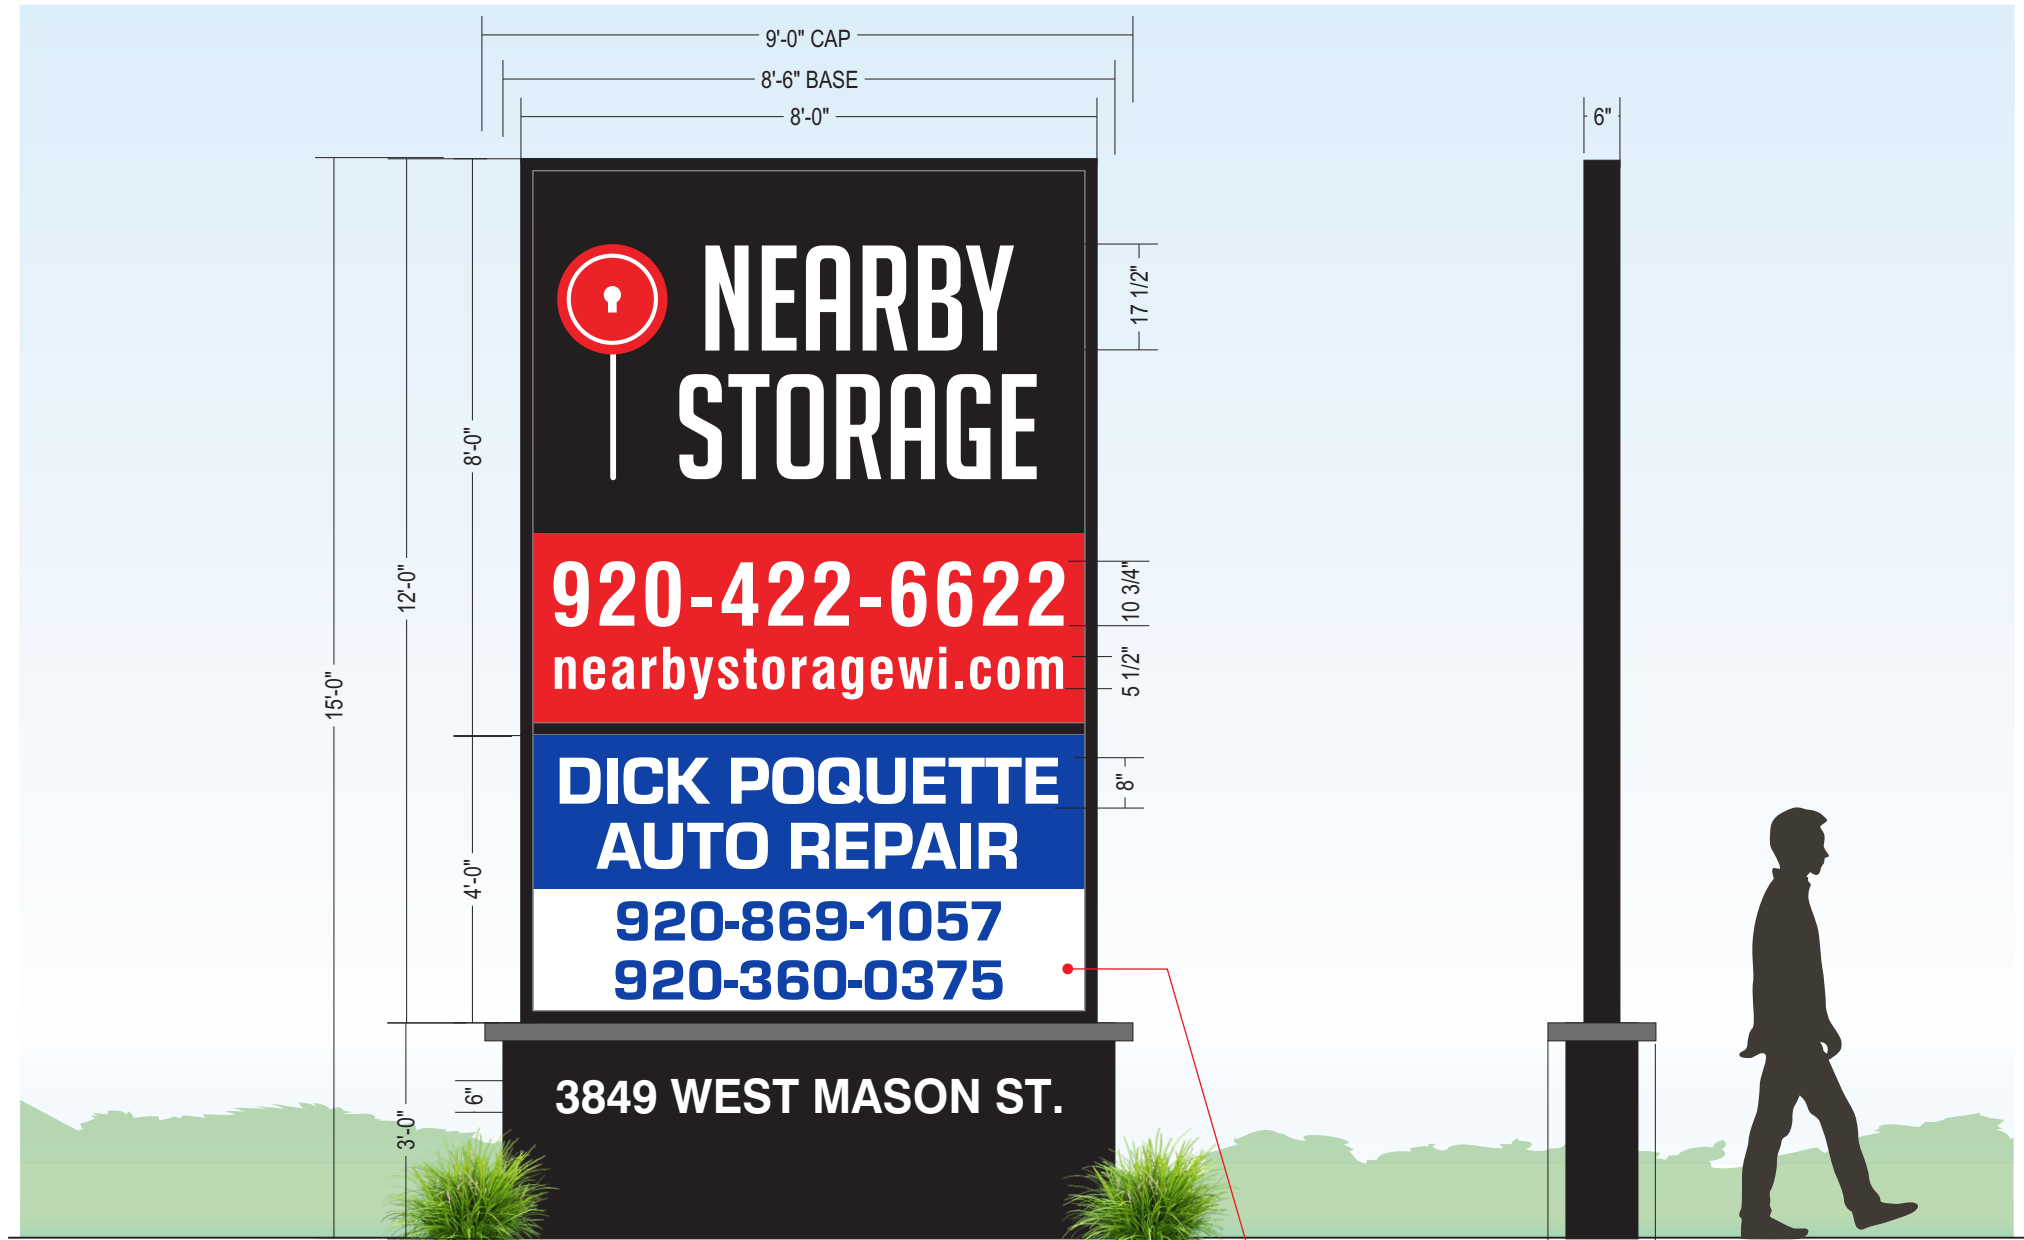 9'-0" CAP
8'-6" BASE
8'-0"
6"
NEARBY
STORAGE
17 1/2"
8'-0"
12'-0"
15'-0"
920-422-6622
10 3/4"
nearbystoragewi.com
5 1/2"
DICK POQUETTE
8"
AUTO REPAIR
4'-0"
920-869-1057
920-360-0375
3849 WEST MASON ST.
6"
3'-0"